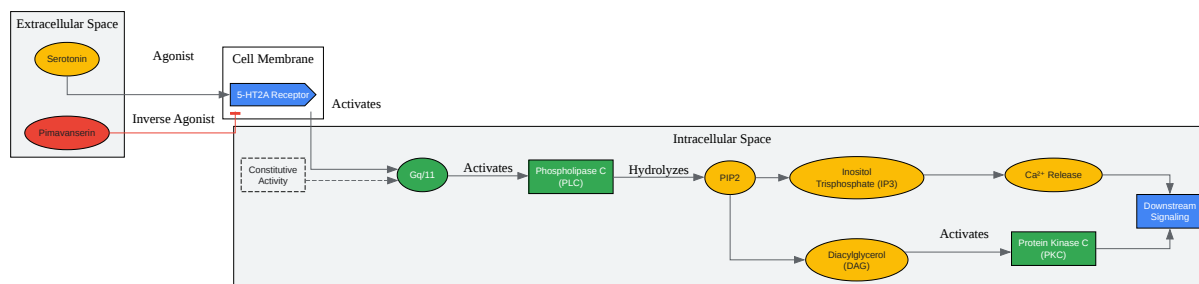 Extracellular Space
Serotonin
Agonist
Cell Membrane
5-HT2A Receptor
Activates
Pimavanserin
Inverse Agonist
Intracellular Space
Constitutive
Activity
Gq/11
Activates
Phospholipase C
(PLC)
Hydrolyzes
PIP2
Inositol
Trisphosphate (IP3)
Ca²⁺ Release
Downstream
Signaling
Diacylglycerol
(DAG)
Activates
Protein Kinase C
(PKC)